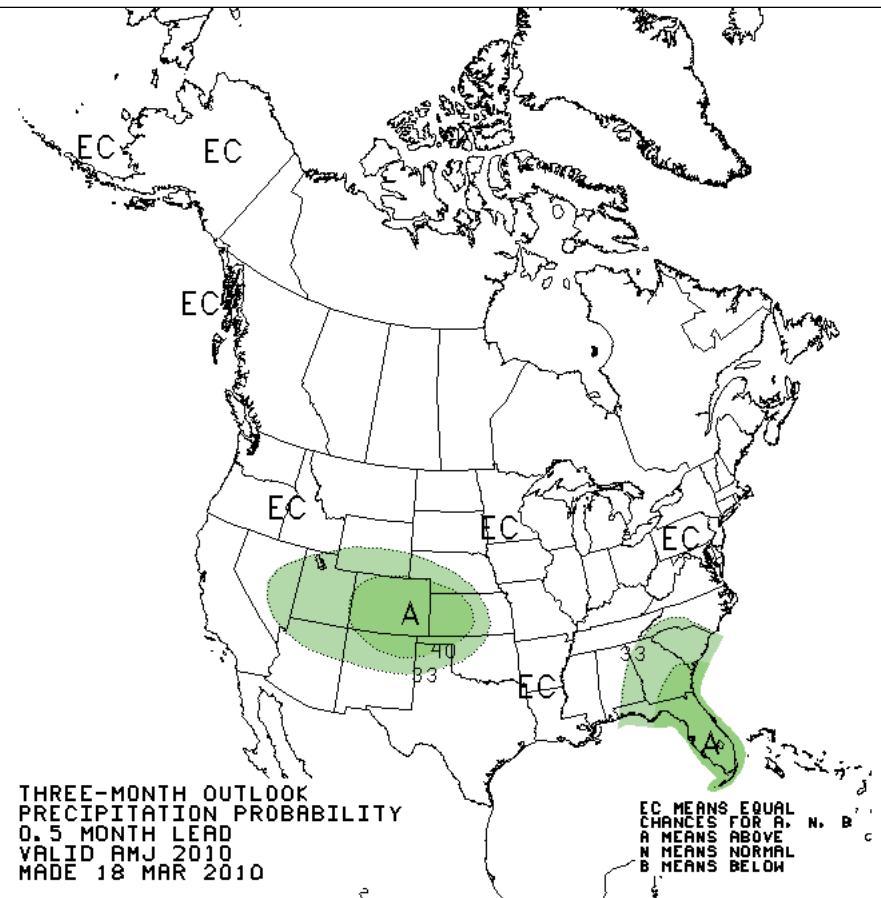 EC
EC
EC
EC
EC
EC
A
40
33
33
EC
A
THREE-MONTH OUTLOOK
PRECIPITATION PROBABILITY
0.5 MONTH LEAD
VALID AMJ 2010
MADE 18 MAR 2010
EC MEANS EQUAL
CHANCES FOR A, N, B
A MEANS ABOVE
N MEANS NORMAL
B MEANS BELOW